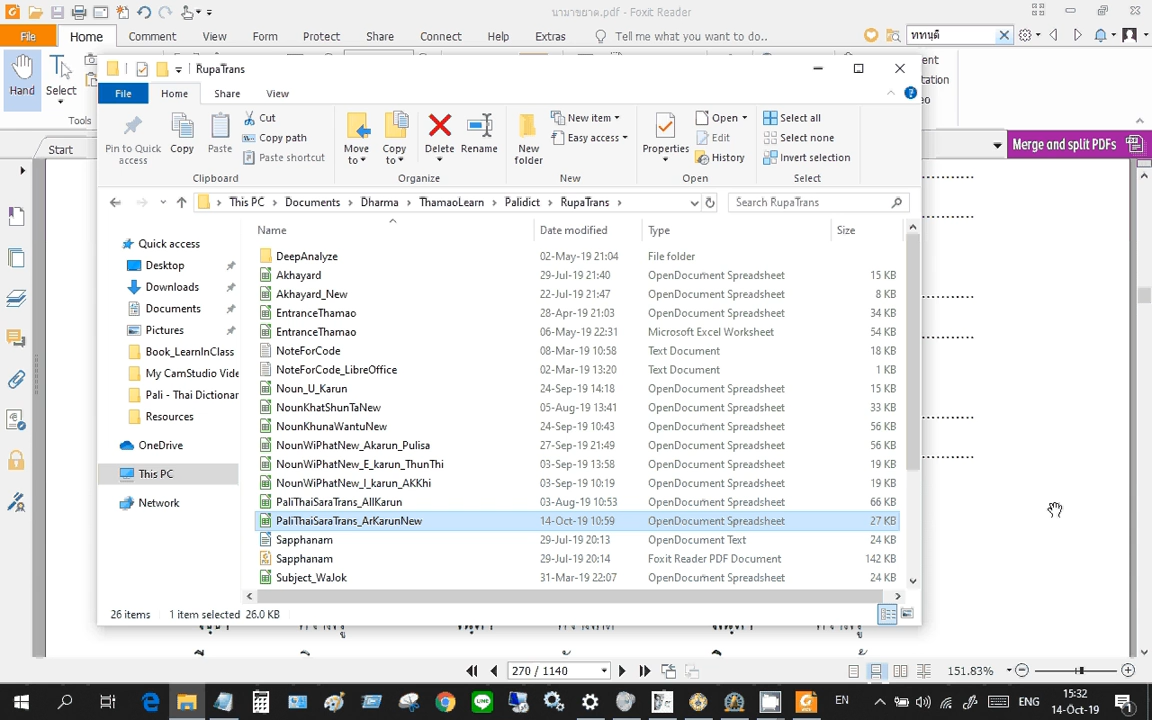 นามาขยาด.pdf - Foxit Reader
File Home Comment View Form Protect Share Connect Help Extras Tell me what you want to do.. ททนฺติ
Hand Select
Tools
RupaTrans
File Home Share View
Pin to Quick access
Copy
Paste
Cut
Copy path
Paste shortcut
Clipboard
Move to
Copy to
Delete
Rename
Organize
New folder
New item
Easy access
New
Properties
Open
Edit
History
Open
Select all
Select none
Invert selection
Select
Start
Merge and split PDFs
This PC > Documents > Dharma > ThamaoLearn > Palidict > RupaTrans >
Search RupaTrans
Quick access
Desktop
Downloads
Documents
Pictures
Book_LearnInClass
My CamStudio Vide
Pali - Thai Dictionar
Resources
OneDrive
This PC
Network
Name Date modified Type Size
DeepAnalyze 02-May-19 21:04 File folder
Akhayard 29-Jul-19 21:40 OpenDocument Spreadsheet 15 KB
Akhayard_New 22-Jul-19 21:47 OpenDocument Spreadsheet 8 KB
EntranceThamao 28-Apr-19 21:03 OpenDocument Spreadsheet 34 KB
EntranceThamao 06-May-19 22:31 Microsoft Excel Worksheet 54 KB
NoteForCode 08-Mar-19 10:58 Text Document 18 KB
NoteForCode_LibreOffice 02-Mar-19 13:20 Text Document 1 KB
Noun_U_Karun 24-Sep-19 14:18 OpenDocument Spreadsheet 15 KB
NounKhatShunTaNew 05-Aug-19 13:41 OpenDocument Spreadsheet 33 KB
NounKhunaWantuNew 24-Sep-19 10:43 OpenDocument Spreadsheet 56 KB
NounWiPhatNew_Akarun_Pulisa 27-Sep-19 21:49 OpenDocument Spreadsheet 56 KB
NounWiPhatNew_E_karun_ThunThi 03-Sep-19 13:58 OpenDocument Spreadsheet 19 KB
NounWiPhatNew_I_karun_AKKhi 03-Sep-19 10:19 OpenDocument Spreadsheet 19 KB
PaliThaiSaraTrans_AllKarun 03-Aug-19 10:53 OpenDocument Spreadsheet 66 KB
PaliThaiSaraTrans_ArKarunNew 14-Oct-19 10:59 OpenDocument Spreadsheet 27 KB
Sapphanam 29-Jul-19 20:13 OpenDocument Text 24 KB
Sapphanam 29-Jul-19 20:14 Foxit Reader PDF Document 142 KB
Subject_WaJok 31-Mar-19 22:07 OpenDocument Spreadsheet 24 KB
26 items 1 item selected 26.0 KB
270 / 1140
151.83%
EN
ENG
15:32
14-Oct-19
1